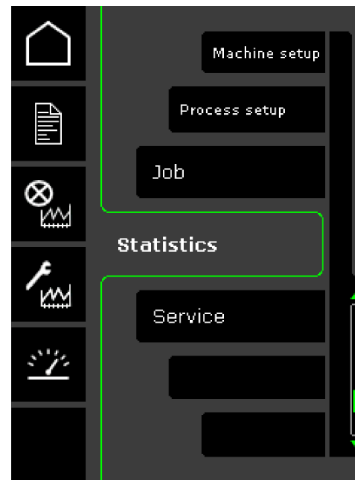 Machine setup
Process setup
Job
Statistics
Service